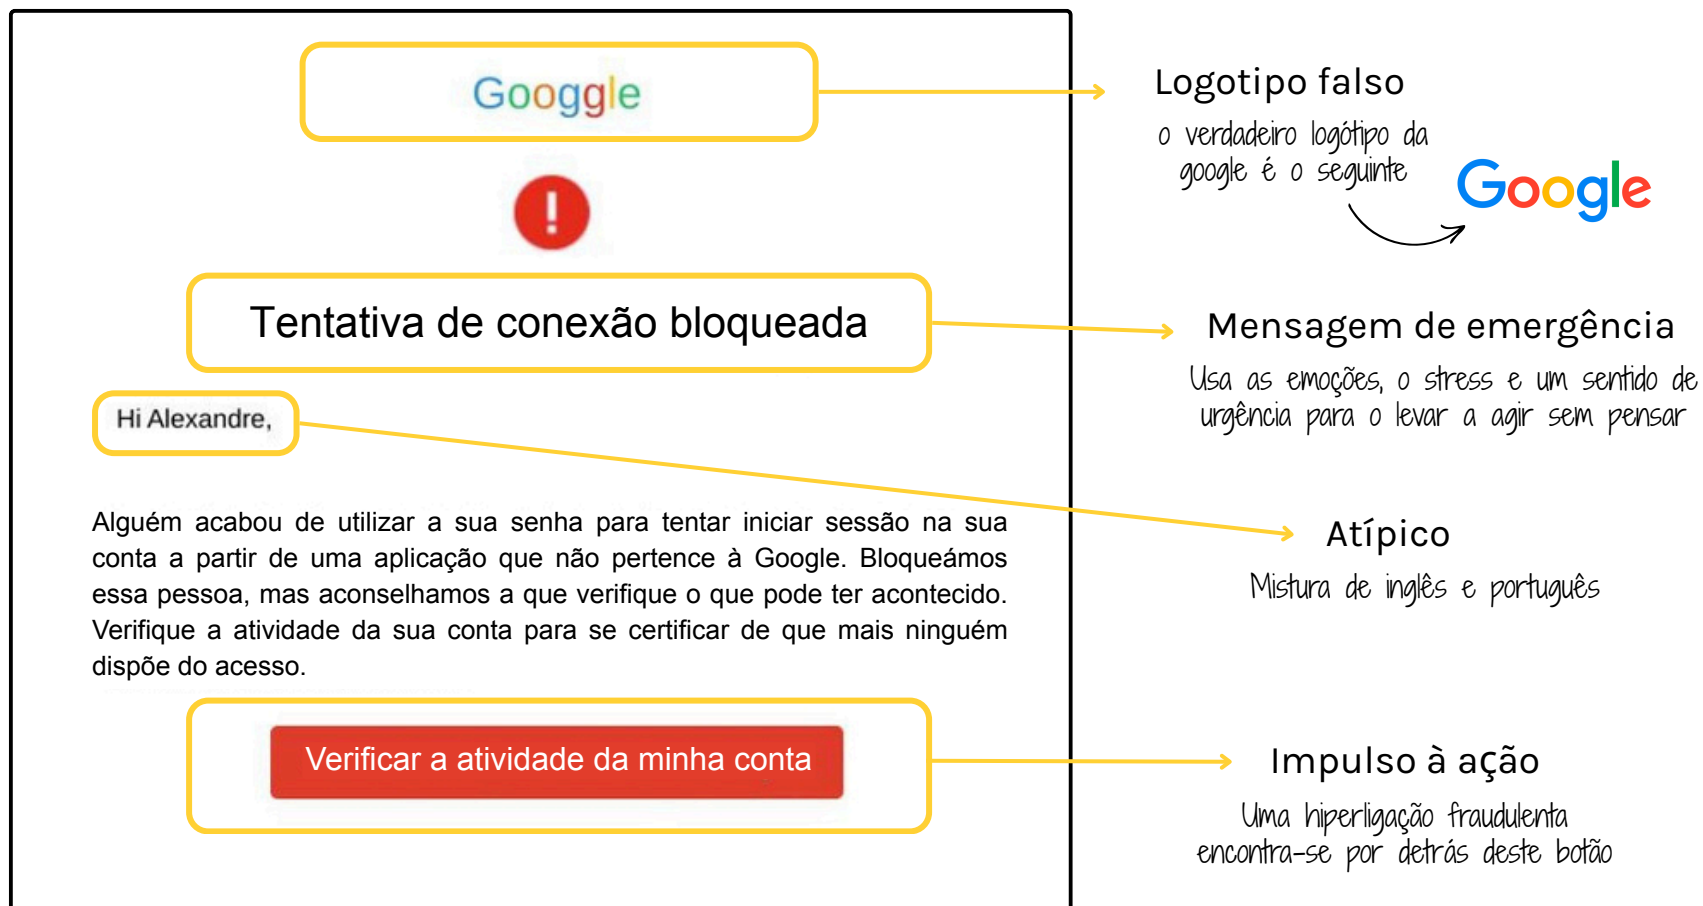 Googgle
!
Tentativa de conexão bloqueada
Hi Alexandre,
Alguém acabou de utilizar a sua senha para tentar iniciar sessão na sua
conta a partir de uma aplicação que não pertence à Google. Bloqueámos
essa pessoa, mas aconselhamos a que verifique o que pode ter acontecido.
Verifique a atividade da sua conta para se certificar de que mais ninguém
dispõe do acesso.
Verificar a atividade da minha conta
Logotipo falso
o verdadeiro logótipo da
google é o seguinte
Google
Mensagem de emergência
Usa as emoções, o stress e um sentido de
urgência para o levar a agir sem pensar
Atípico
Mistura de inglês e português
Impulso à ação
Uma hiperligação fraudulenta
encontra-se por detrás deste botão